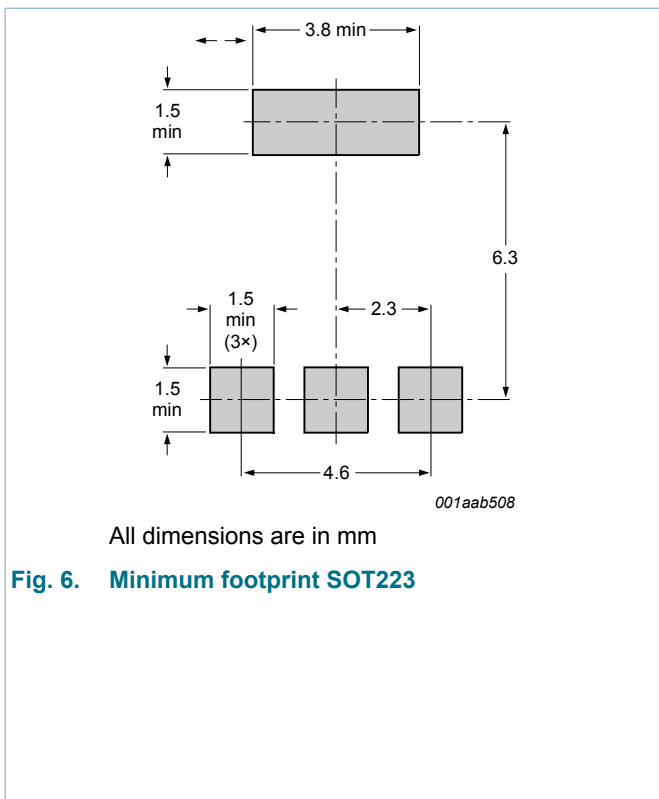 3.8 min
1.5
min
6.3
1.5
min
(3×)
2.3
1.5
min
4.6
001aab508
All dimensions are in mm
Fig. 6. Minimum footprint SOT223